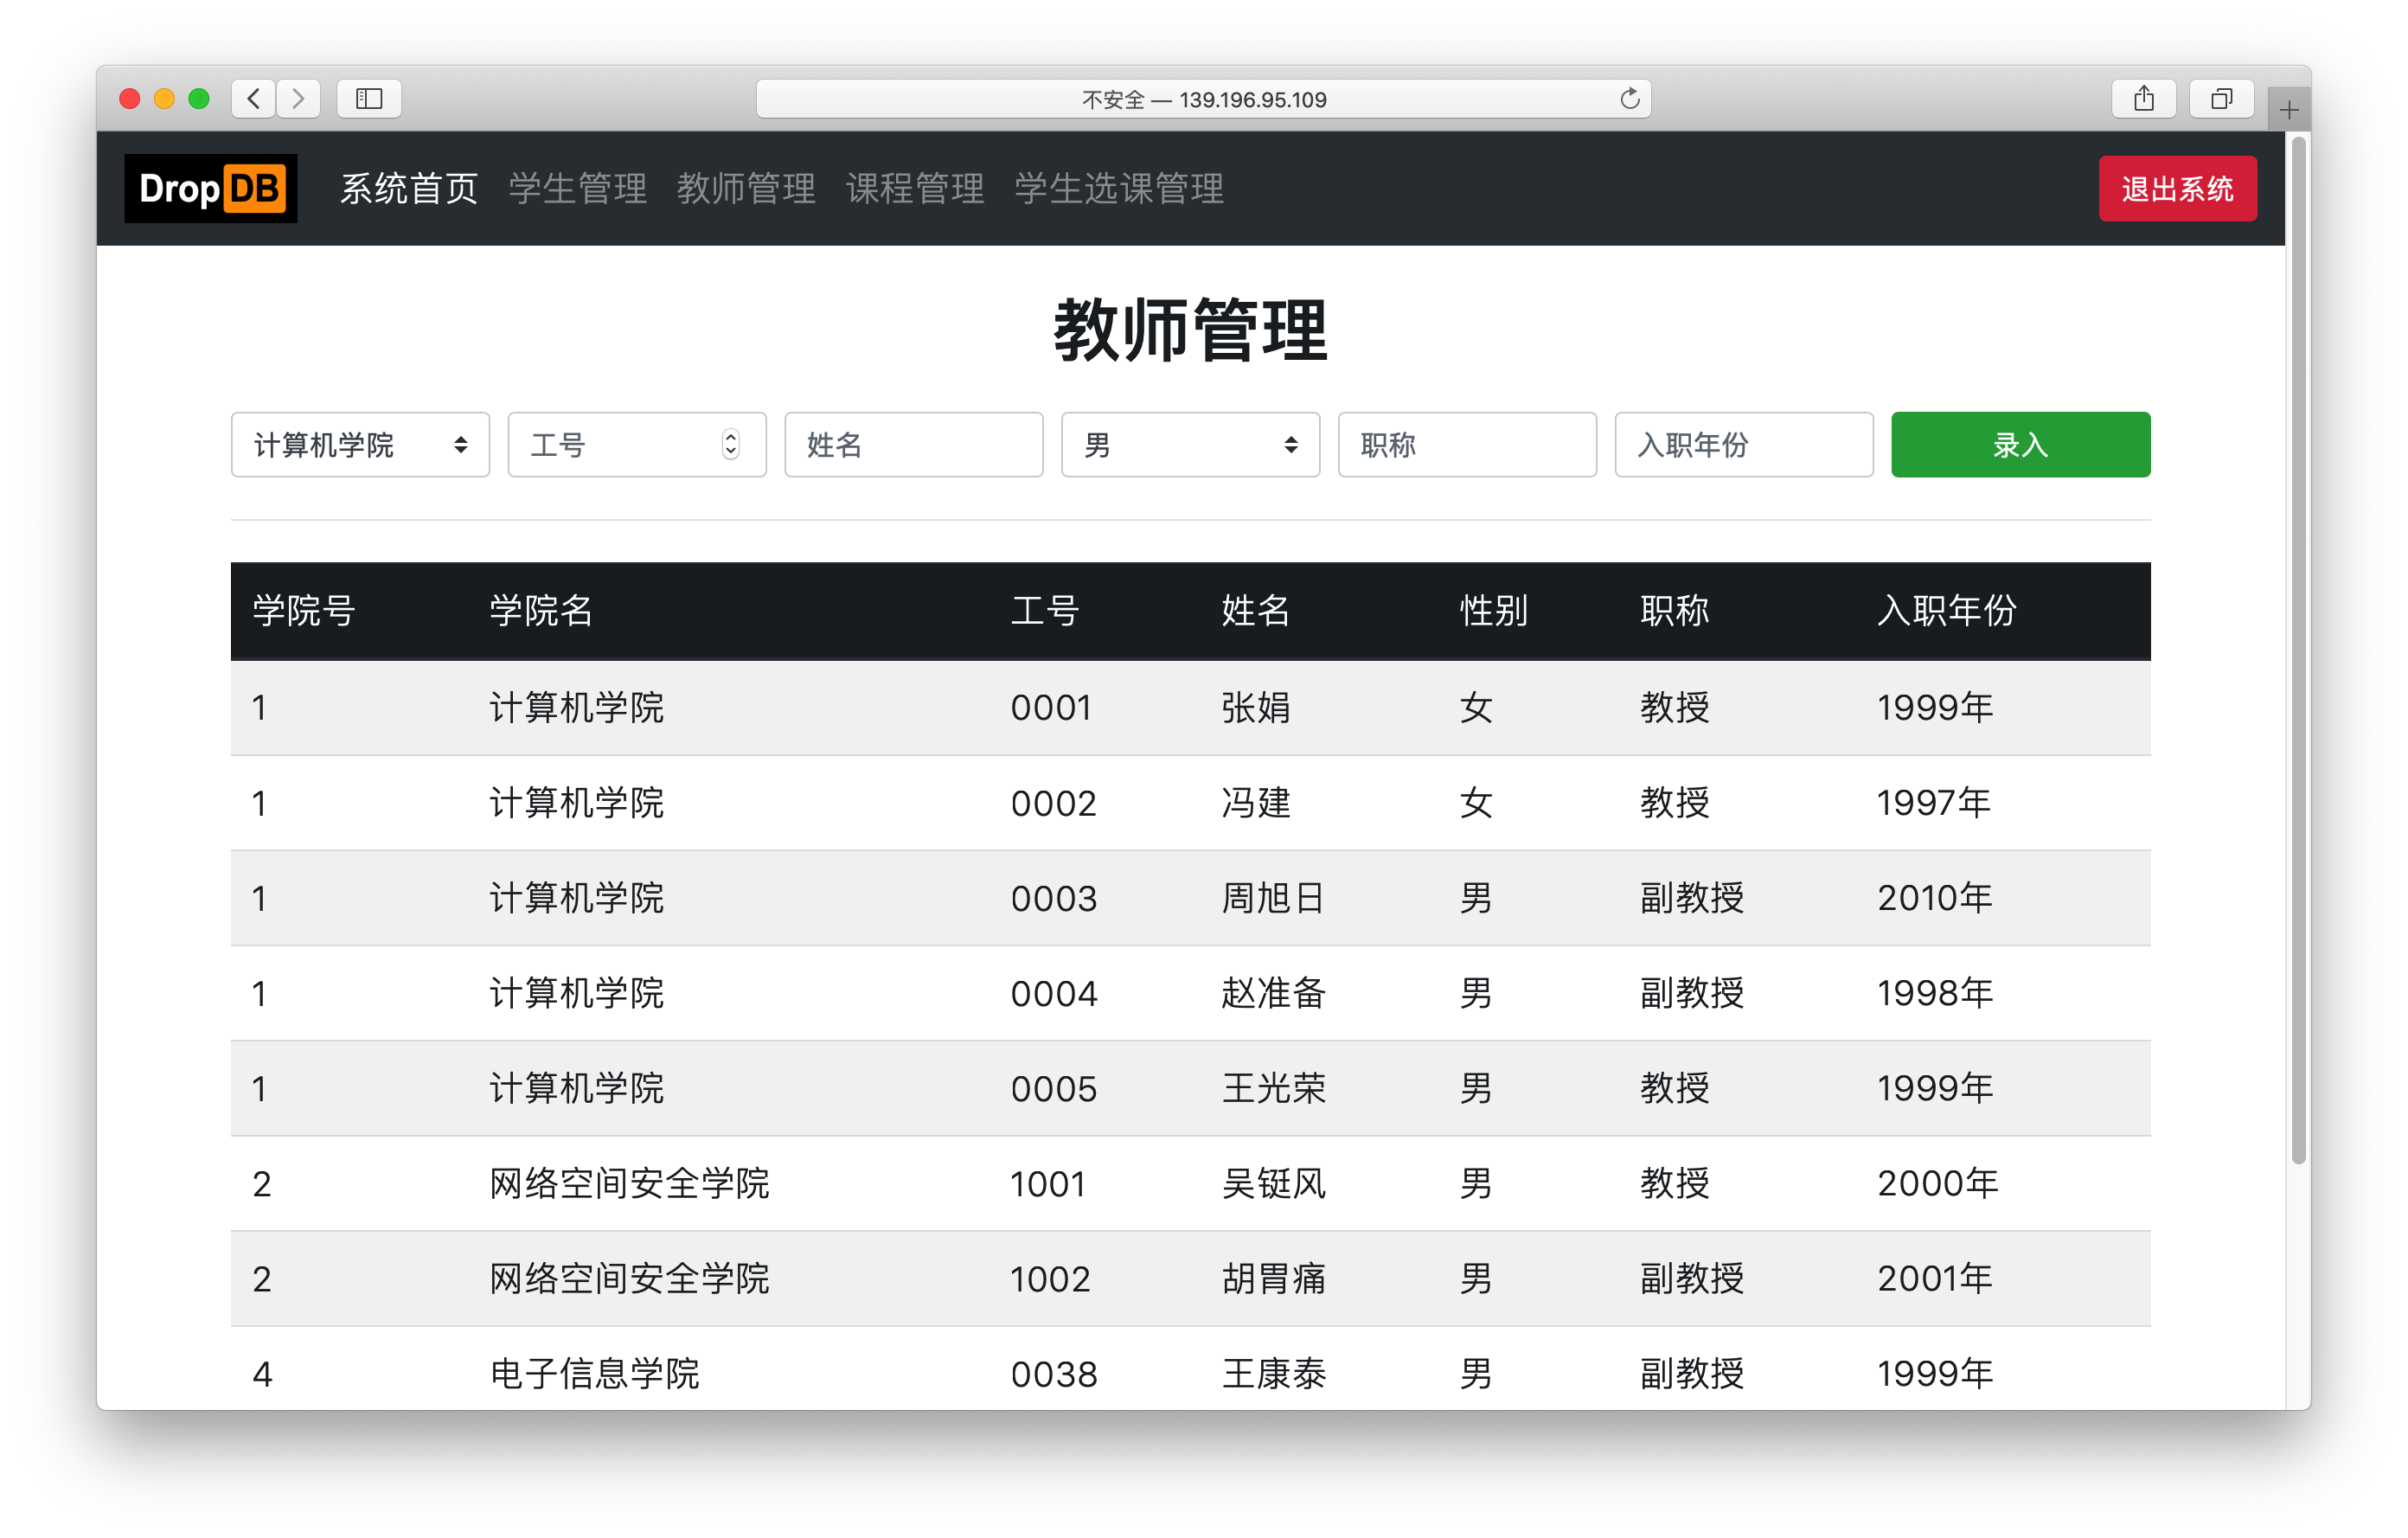 不安全 — 139.196.95.109
DropDB 系统首页 学生管理 教师管理 课程管理 学生选课管理 退出系统
教师管理
计算机学院 工号 姓名 男 职称 入职年份 录入
学院号 学院名 工号 姓名 性别 职称 入职年份
1 计算机学院 0001 张娟 女 教授 1999年
1 计算机学院 0002 冯建 女 教授 1997年
1 计算机学院 0003 周旭日 男 副教授 2010年
1 计算机学院 0004 赵准备 男 副教授 1998年
1 计算机学院 0005 王光荣 男 教授 1999年
2 网络空间安全学院 1001 吴铤风 男 教授 2000年
2 网络空间安全学院 1002 胡胃痛 男 副教授 2001年
4 电子信息学院 0038 王康泰 男 副教授 1999年